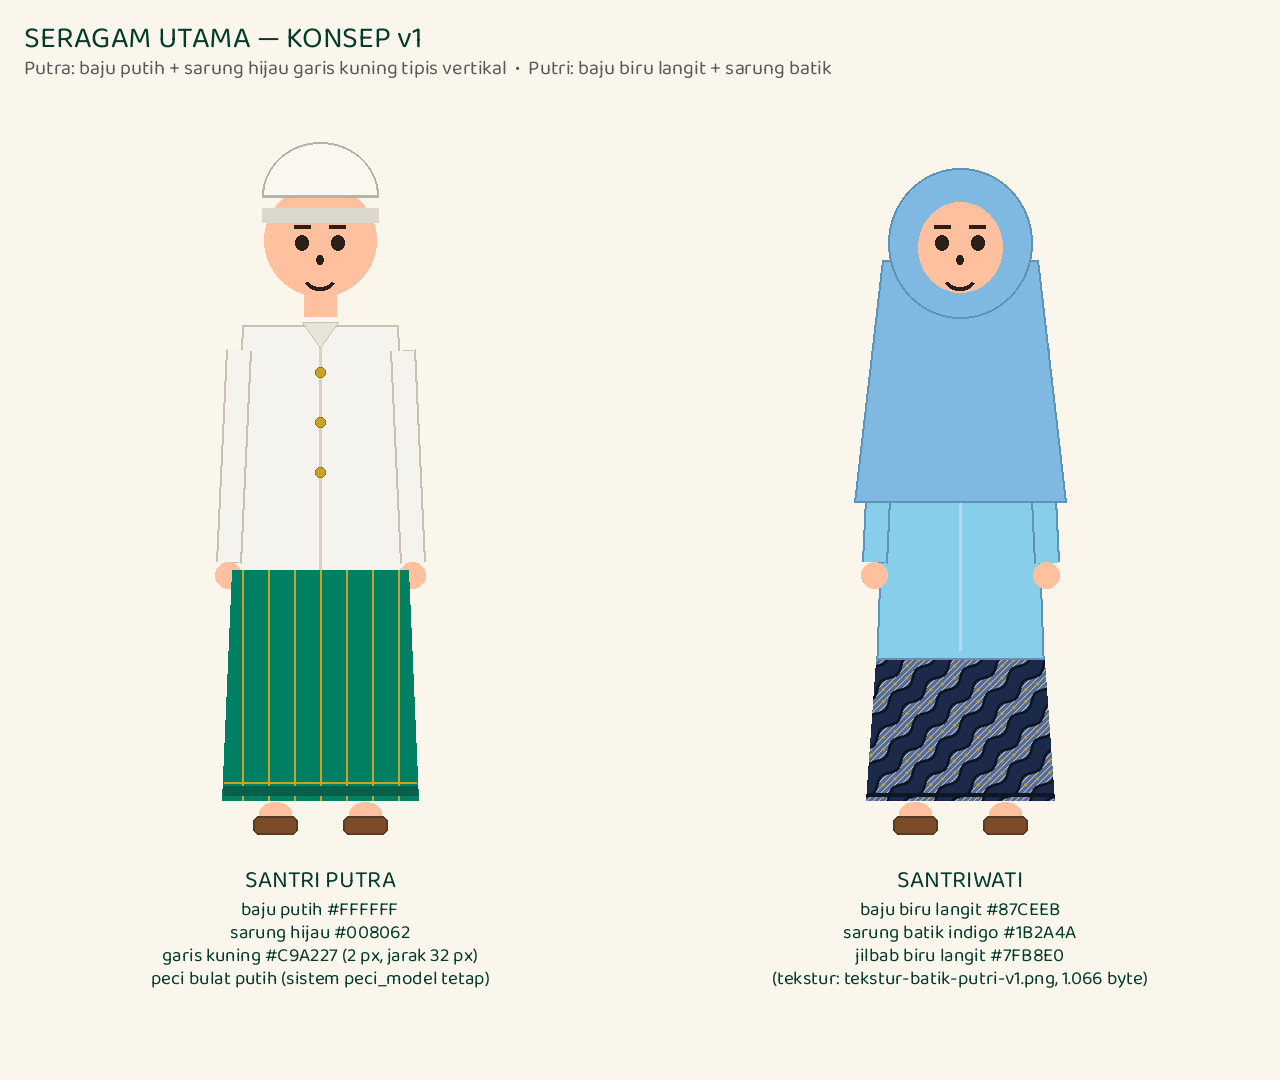 SERAGAM UTAMA — KONSEP v1
Putra: baju putih + sarung hijau garis kuning tipis vertikal • Putri: baju biru langit + sarung batik
SANTRI PUTRA
baju putih #FFFFFF
sarung hijau #008062
garis kuning #C9A227 (2 px, jarak 32 px)
peci bulat putih (sistem peci_model tetap)
SANTRIWATI
baju biru langit #87CEEB
sarung batik indigo #1B2A4A
jilbab biru langit #7FB8E0
(tekstur: tekstur-batik-putri-v1.png, 1.066 byte)